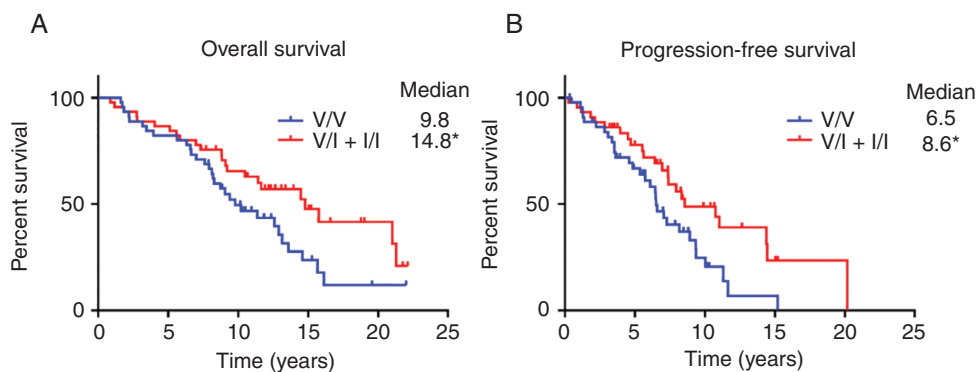 A
Overall survival
Median
V/V 9.8
V/I + I/I 14.8*
Percent survival
100
50
0
0 5 10 15 20 25
Time (years)
B
Progression-free survival
Median
V/V 6.5
V/I + I/I 8.6*
Percent survival
100
50
0
0 5 10 15 20 25
Time (years)